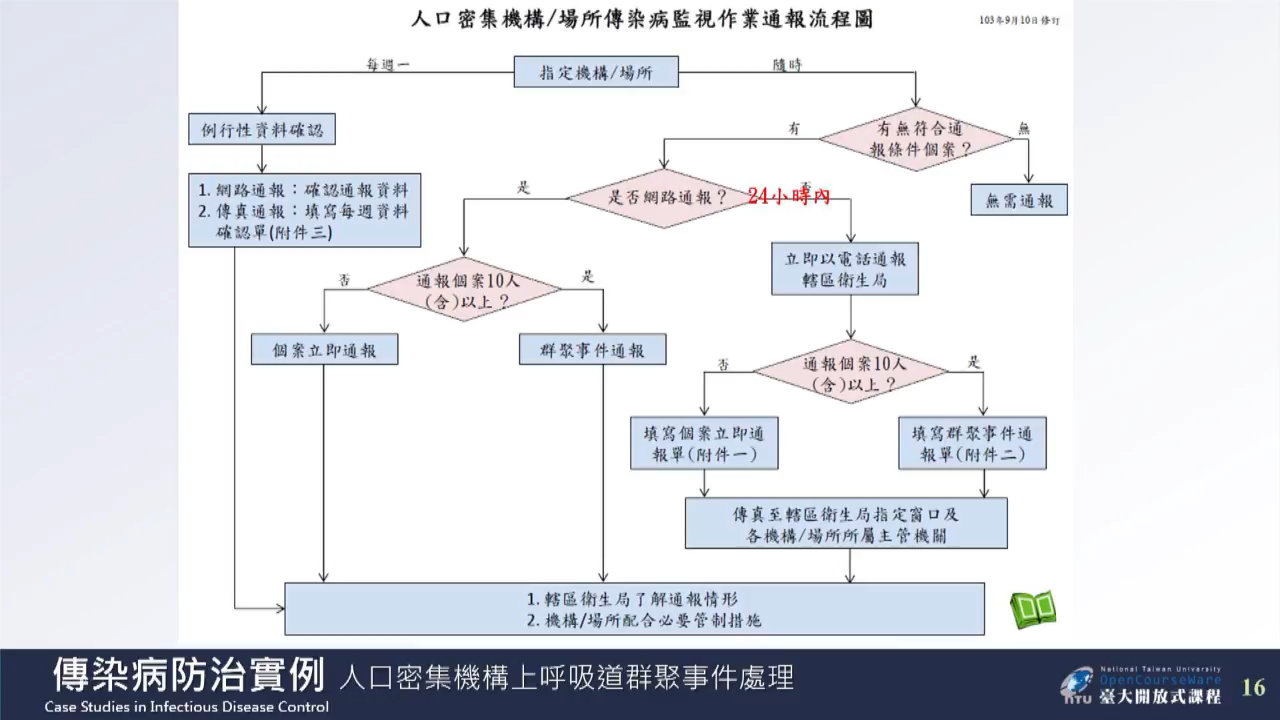 人口密集機構/場所傳染病監視作業通報流程圖
103年9月10日修訂
每週一
指定機構/場所
隨時
例行性資料確認
有
有無符合通
報條件個案？
無
1. 網路通報：確認通報資料
2. 傳真通報：填寫每週資料
確認單(附件三)
是
是否網路通報？
24小時內
無需通報
立即以電話通報
轄區衛生局
否
通報個案10人
(含)以上？
是
個案立即通報
群聚事件通報
否
通報個案10人
(含)以上？
是
填寫個案立即通
報單(附件一)
填寫群聚事件通
報單(附件二)
傳真至轄區衛生局指定窗口及
各機構/場所所屬主管機關
1. 轄區衛生局了解通報情形
2. 機構/場所配合必要管制措施
傳染病防治實例 人口密集機構上呼吸道群聚事件處理
Case Studies in Infectious Disease Control
National Taiwan University
OpenCourseWare
NTU 臺大開放式課程
16